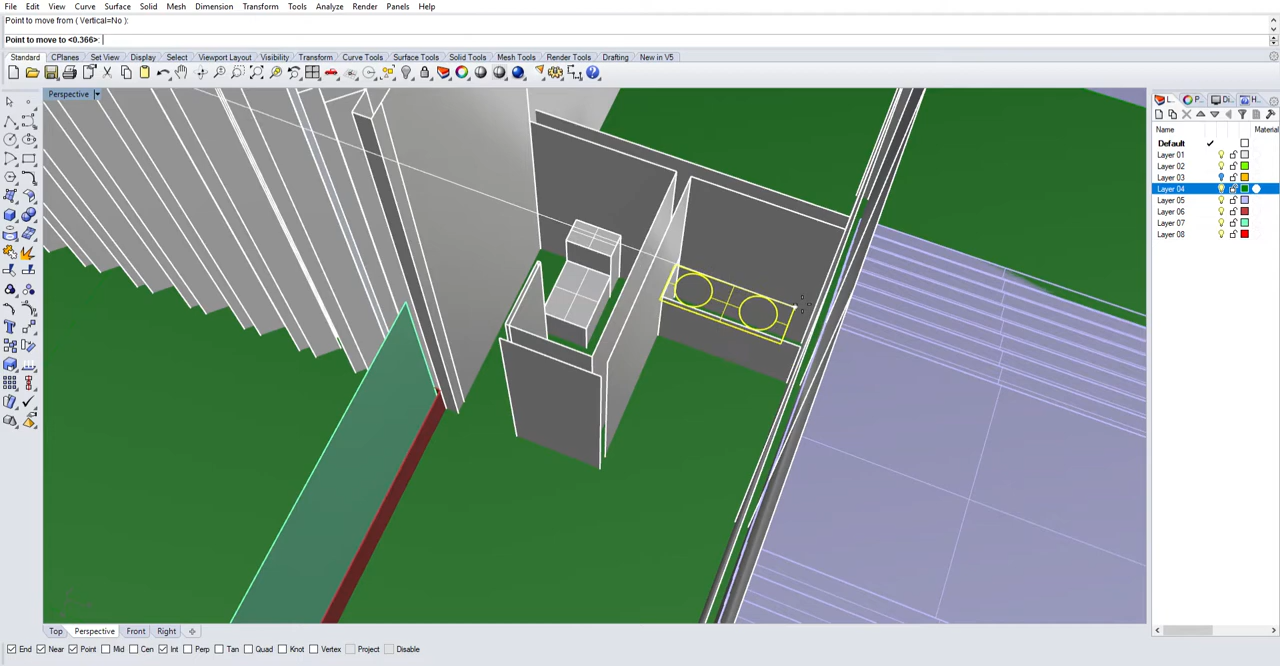 File Edit View Curve Surface Solid Mesh Dimension Transform Tools Analyze Render Panels Help
Point to move from ( Vertical=No ):
Point to move to <0.366>:
Standard CPlanes Set View Display Select Viewport Layout Visibility Transform Curve Tools Surface Tools Solid Tools Mesh Tools Render Tools Drafting New in V5
Perspective
L... P... Di... H...
Name Material
Default
Layer 01
Layer 02
Layer 03
Layer 04
Layer 05
Layer 06
Layer 07
Layer 08
Top Perspective Front Right
End Near Point Mid Cen Int Perp Tan Quad Knot Vertex Project Disable